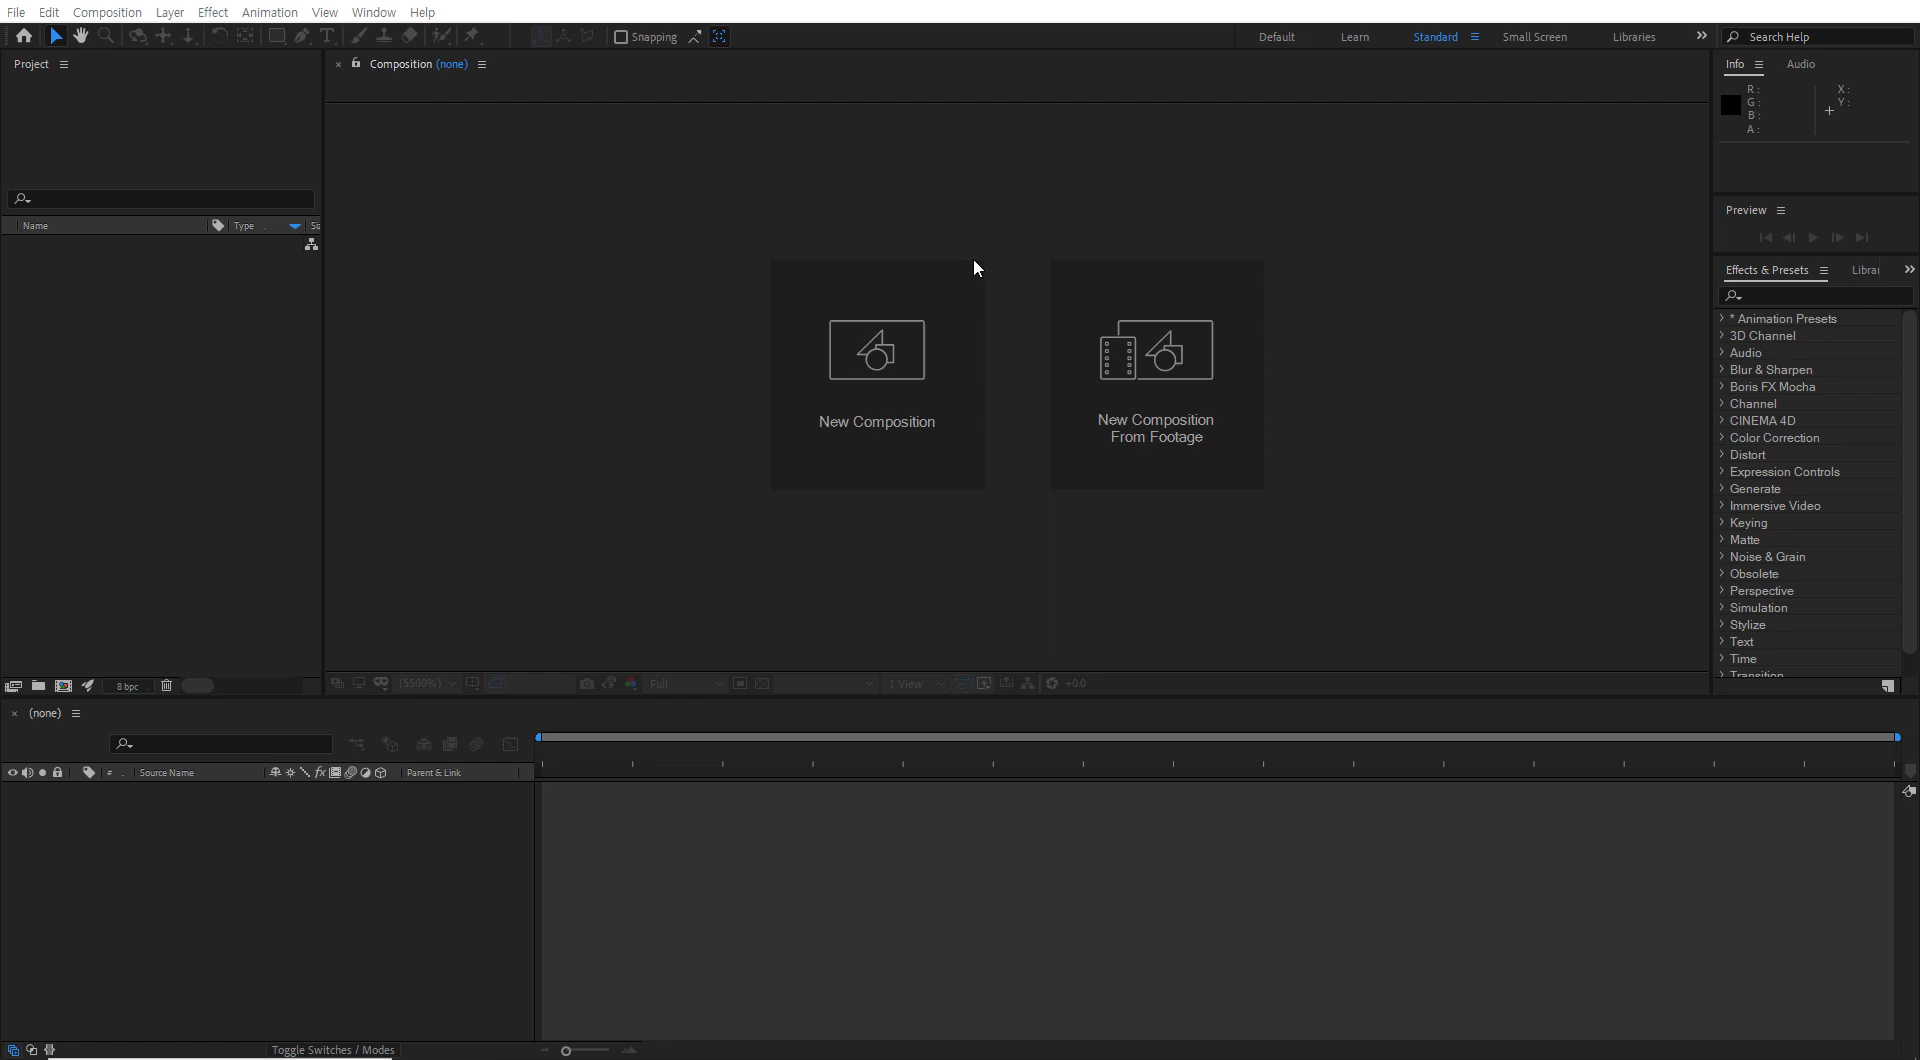 File Edit Composition Layer Effect Animation View Window Help
Snapping Default Learn Standard Small Screen Libraries Search Help
Project
Composition (none)
Info Audio
R :
G :
B :
A :
X :
Y :
Name Type
Preview
Effects & Presets
* Animation Presets
3D Channel
Audio
Blur & Sharpen
Boris FX Mocha
Channel
CINEMA 4D
Color Correction
Distort
Expression Controls
Generate
Immersive Video
Keying
Matte
Noise & Grain
Obsolete
Perspective
Simulation
Stylize
Text
Time
Transition
New Composition
New Composition
From Footage
8 bpc
(5500%) Full 1 View +0.0
(none)
# Source Name fx Parent & Link
Toggle Switches / Modes